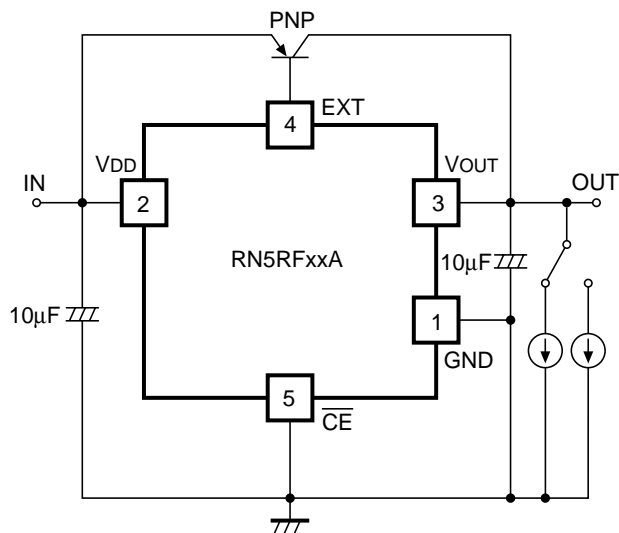 PNP
EXT
4
VDD
VOUT
IN
OUT
2
3
RN5RFxxA
10μF
10μF
1
GND
5
CE